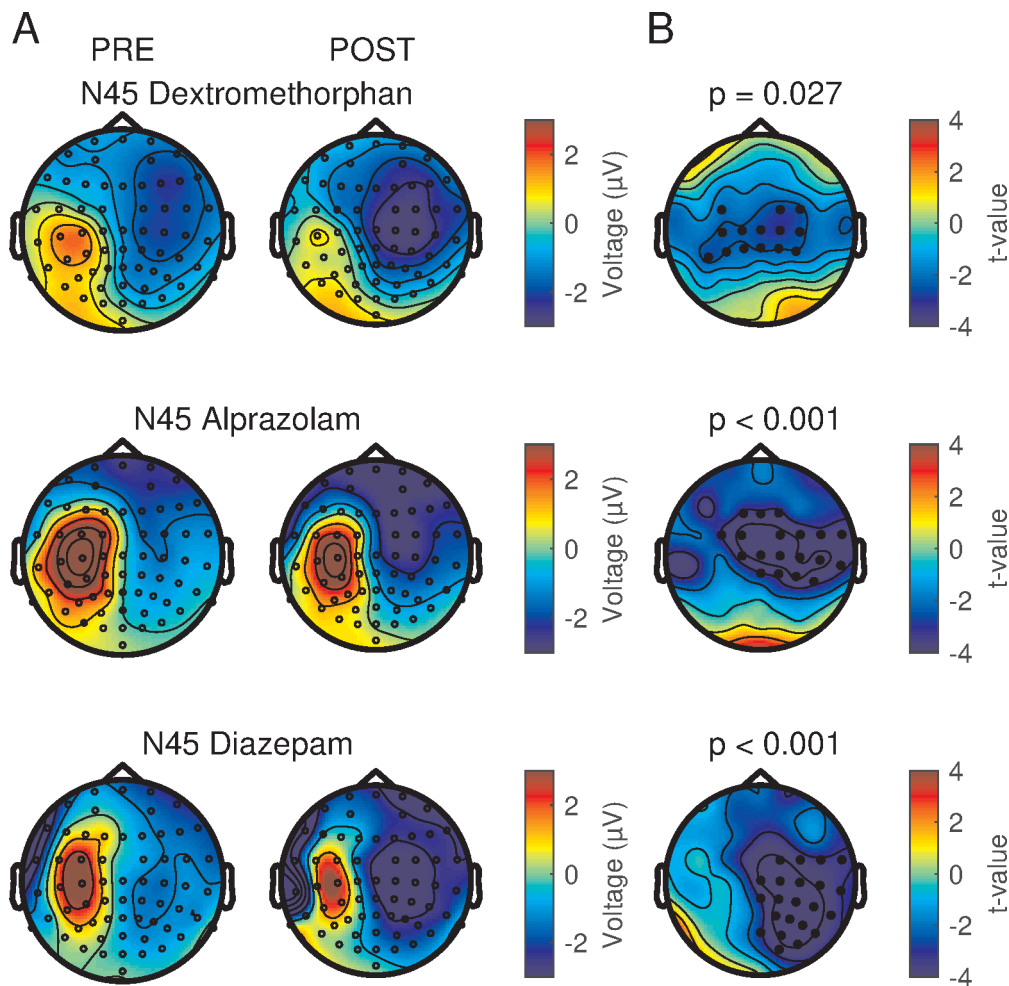 A
B
PRE
POST
N45 Dextromethorphan
p = 0.027
2
0
-2
Voltage (μV)
4
2
0
-2
-4
t-value
N45 Alprazolam
p < 0.001
2
0
-2
Voltage (μV)
4
2
0
-2
-4
t-value
N45 Diazepam
p < 0.001
2
0
-2
Voltage (μV)
4
2
0
-2
-4
t-value